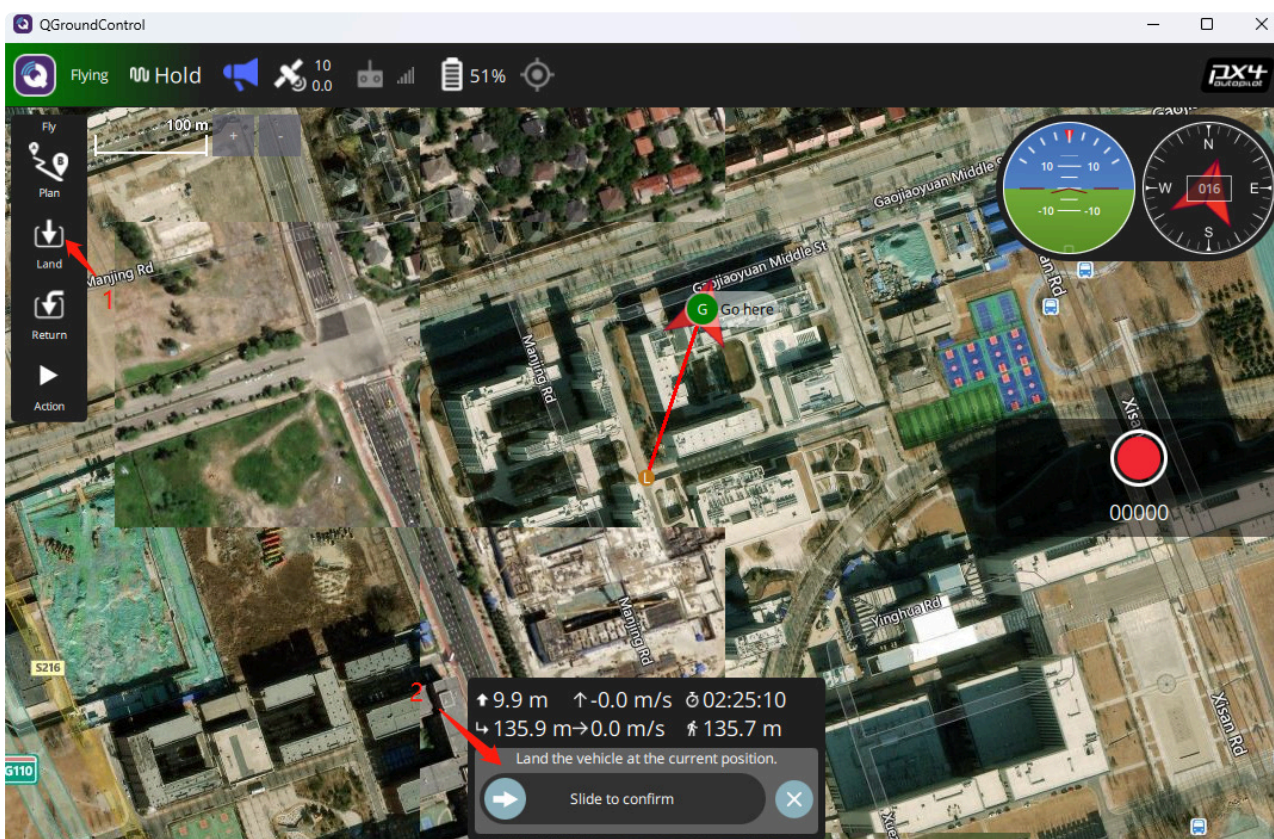 QGroundControl
Flying
Hold
10
0.0
51%
px4
autopilot
Fly
100 m
+
-
Plan
Land
Return
Action
1
Manjing Rd
Gaojiaoyuan Middle S
Gaojiaoyuan Middle St
10 10
-10 -10
N
W 016 E
S
G Go here
Manjing Rd
L
Xisa
00000
Yinghua Rd
Manjing Rd
S216
G110
Xisan Rd
2
9.9 m -0.0 m/s 02:25:10
135.9 m 0.0 m/s 135.7 m
Land the vehicle at the current position.
Slide to confirm